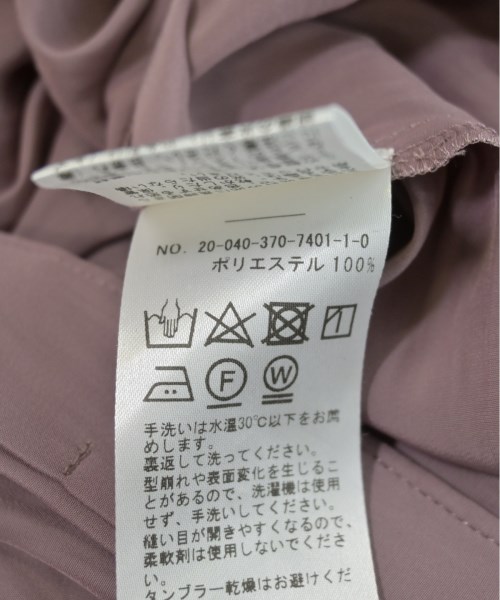 NO. 20-040-370-7401-1-0
ポリエステル 100%
F
W
手洗いは水温30℃以下をお薦
めします。
裏返して洗ってください。
型崩れや表面変化を生じるこ
とがあるので、洗濯機は使用
せず、手洗いしてください。
縫い目が開きやすくなるので、
柔軟剤は使用しないでくださ
い。
タンブラー乾燥はお避けくだ